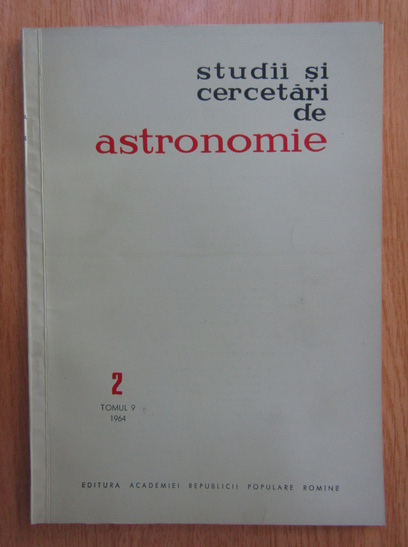 studii și
cercetări
de
astronomie
2
TOMUL 9
1964
EDITURA ACADEMIEI REPUBLICII POPULARE ROMÎNE